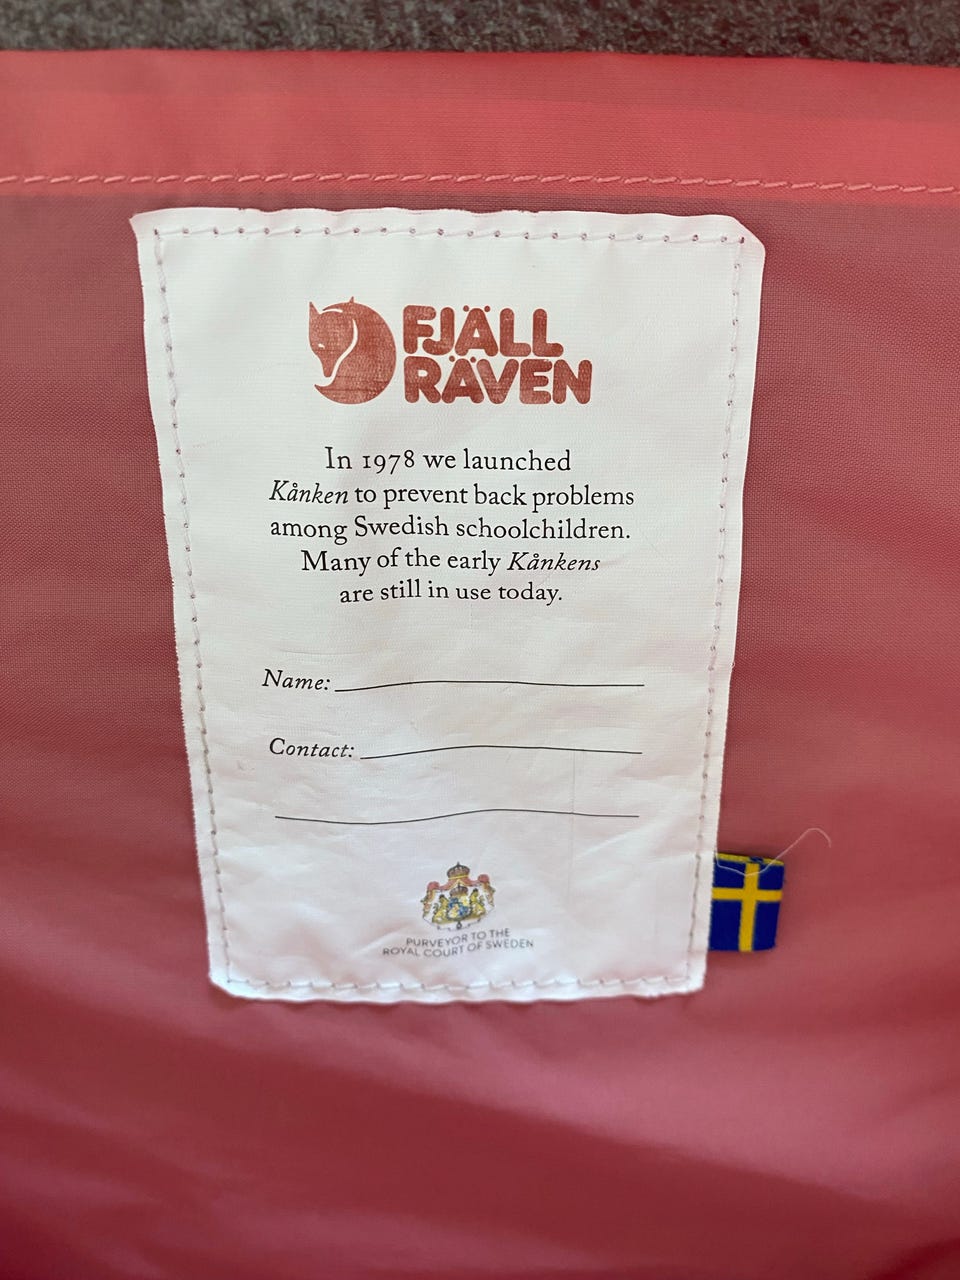 FJÄLL
RÄVEN
In 1978 we launched
Kånken to prevent back problems
among Swedish schoolchildren.
Many of the early Kånkens
are still in use today.
Name:
Contact:
PURVEYOR TO THE
ROYAL COURT OF SWEDEN